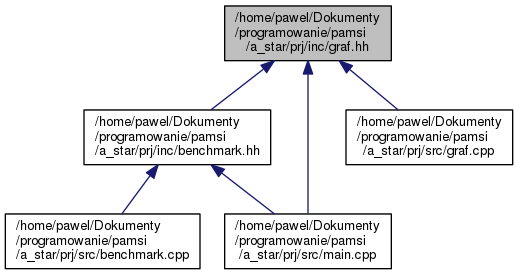 /home/pawel/Dokumenty
/programowanie/pamsi
/a_star/prj/inc/graf.hh
/home/pawel/Dokumenty
/programowanie/pamsi
/a_star/prj/inc/benchmark.hh
/home/pawel/Dokumenty
/programowanie/pamsi
/a_star/prj/src/graf.cpp
/home/pawel/Dokumenty
/programowanie/pamsi
/a_star/prj/src/benchmark.cpp
/home/pawel/Dokumenty
/programowanie/pamsi
/a_star/prj/src/main.cpp